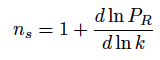 n_s = 1 + \frac{d \ln P_R}{d \ln k}